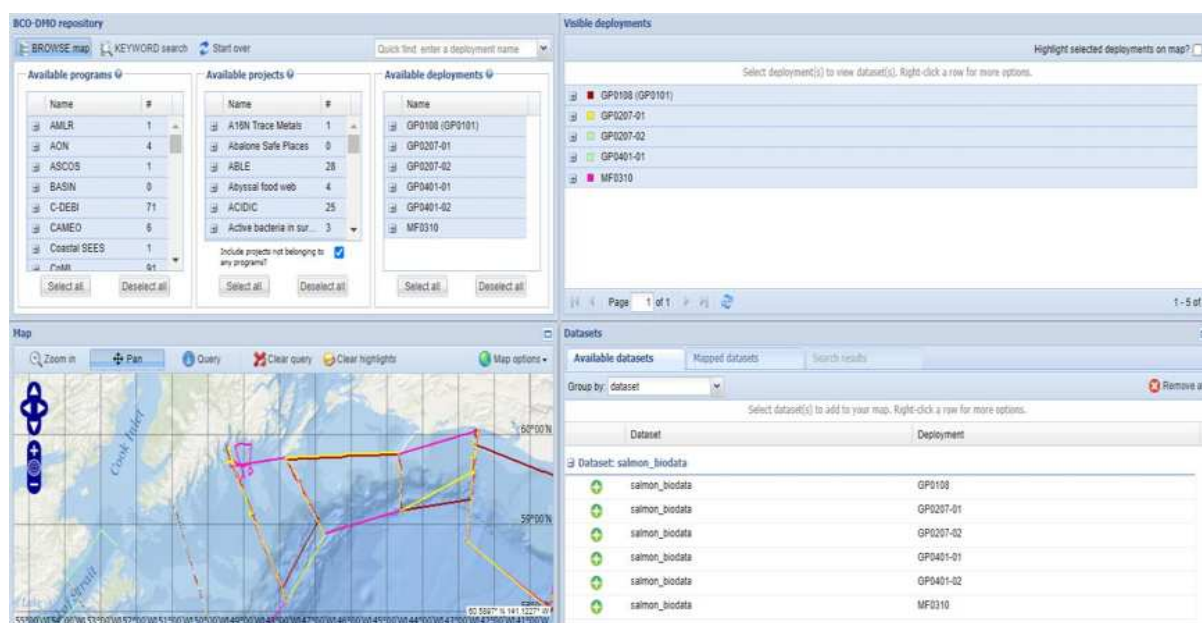 BCO-DMO repository
BROWSE map KEYWORD search Start over Quick find: enter a deployment name
Available programs
Name #
AMLR 1
AON 4
ASCOS 1
BASIN 0
C-DEBI 71
CAMEO 6
Coastal SEES 1
CoML 91
Select all Deselect all
Available projects
Name #
A16N Trace Metals 1
Abalone Safe Places 0
ABLE 28
Abyssal food web 4
ACIDIC 25
Active bacteria in sur... 3
Include projects not belonging to
any programs?
Select all Deselect all
Available deployments
Name
GP0108 (GP0101)
GP0207-01
GP0207-02
GP0401-01
GP0401-02
MF0310
Select all Deselect all
Visible deployments
Highlight selected deployments on map?
Select deployment(s) to view dataset(s). Right-click a row for more options.
GP0108 (GP0101)
GP0207-01
GP0207-02
GP0401-01
MF0310
Page 1 of 1
1 - 5 of
Map
Zoom in Pan Query Clear query Clear highlights Map options
Cook Inlet
60°00'N
59°00'N
60.5897° N 141.1227° W
Datasets
Available datasets Mapped datasets Search results
Group by: dataset Remove a
Select dataset(s) to add to your map. Right-click a row for more options.
Dataset Deployment
Dataset: salmon_biodata
salmon_biodata GP0108
salmon_biodata GP0207-01
salmon_biodata GP0207-02
salmon_biodata GP0401-01
salmon_biodata GP0401-02
salmon_biodata MF0310